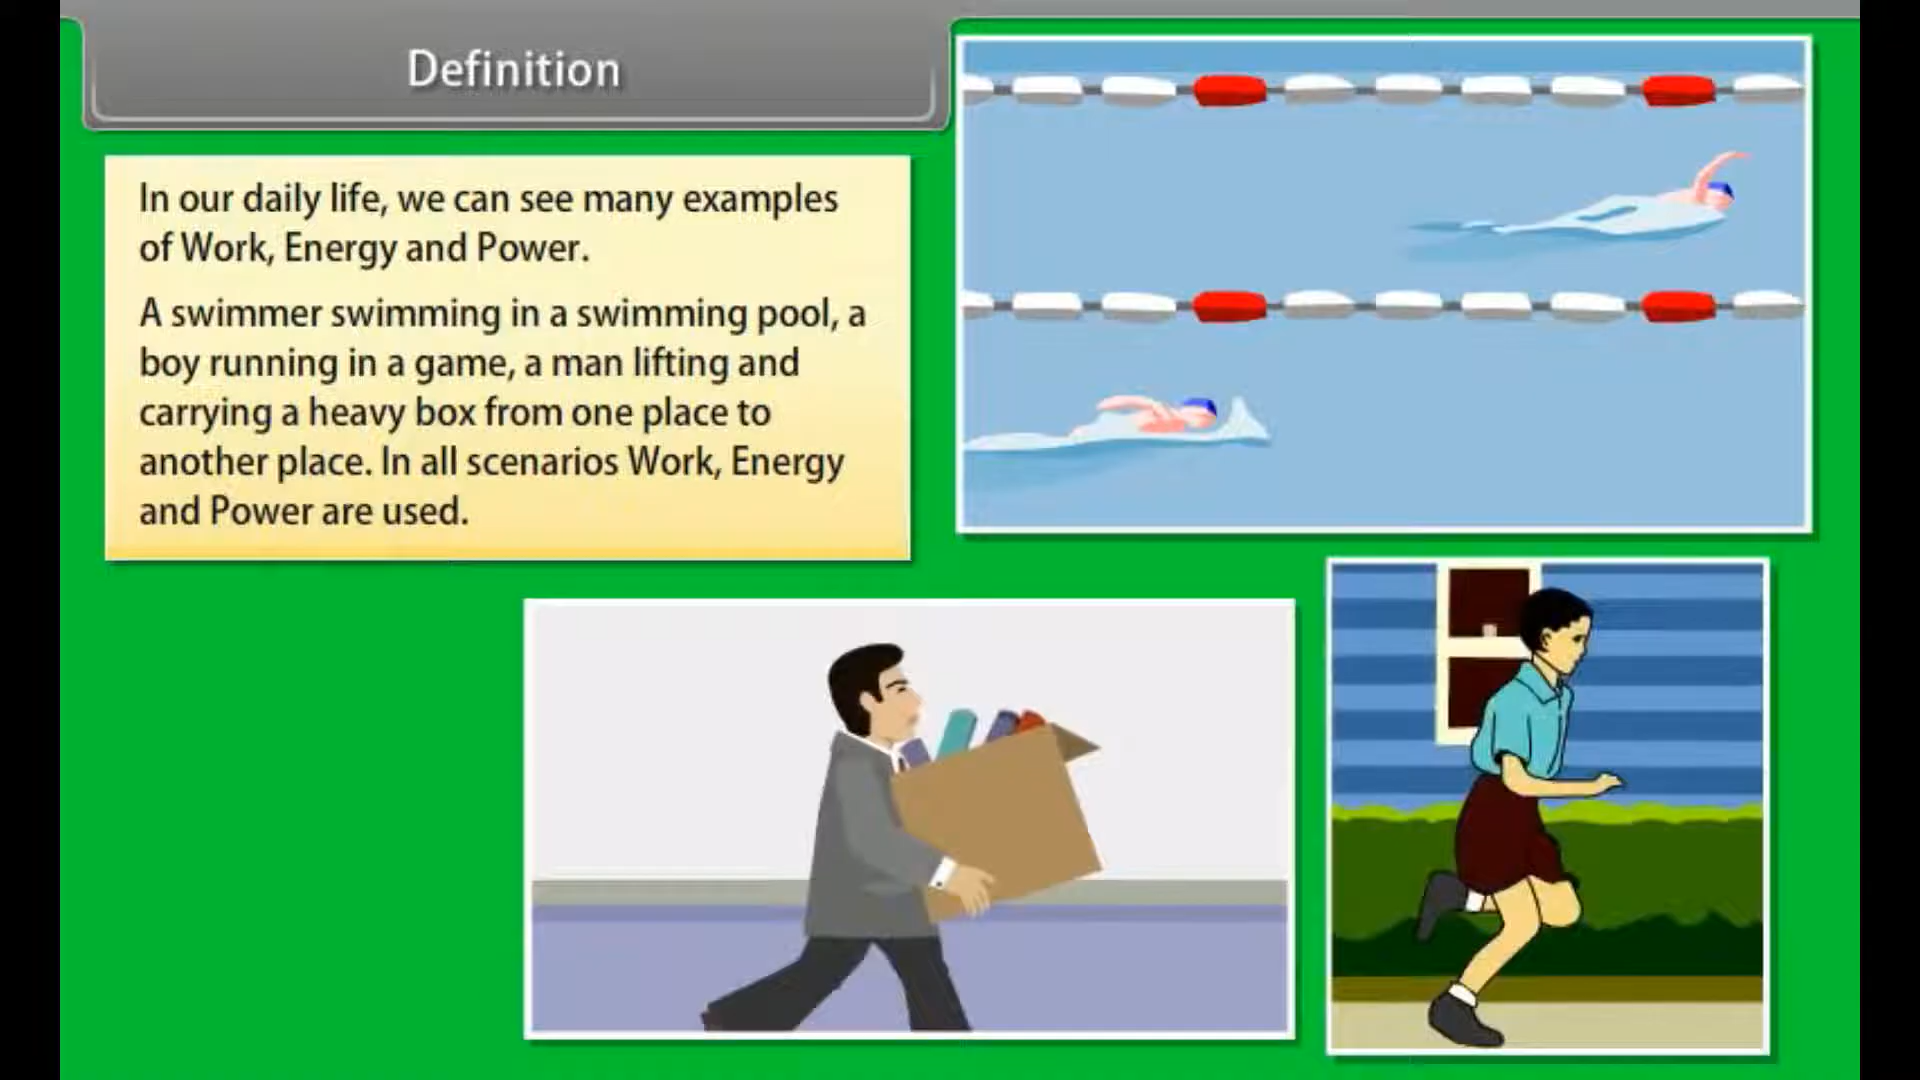 Definition
In our daily life, we can see many examples
of Work, Energy and Power.
A swimmer swimming in a swimming pool, a
boy running in a game, a man lifting and
carrying a heavy box from one place to
another place. In all scenarios Work, Energy
and Power are used.